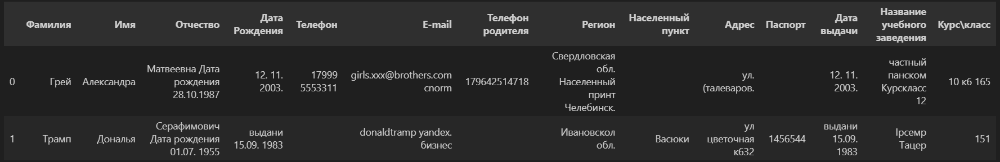 Фамилия Имя Отчество Дата Рождения Телефон E-mail Телефон родителя Регион Населенный пункт Адрес Паспорт Дата выдачи Название учебного заведения Курс\класс
0 Грей Александра Матвеевна Дата рождения 28.10.1987 12. 11. 2003. 17999 5553311 girls.xxx@brothers.com cnorm 179642514718 Свердловская обл. Населенный принт Челебинск. ул. (талеваров. 12. 11. 2003. частный панском Курскласс 12 10 к6 165
1 Трамп Дональя Серафимович Дата рождения 01.07. 1955 выдани 15.09. 1983 donaldtramp yandex. бизнес Ивановскол обл. Васюки ул цветочная к632 1456544 выдани 15.09. 1983 Ірсемр Тацер 151